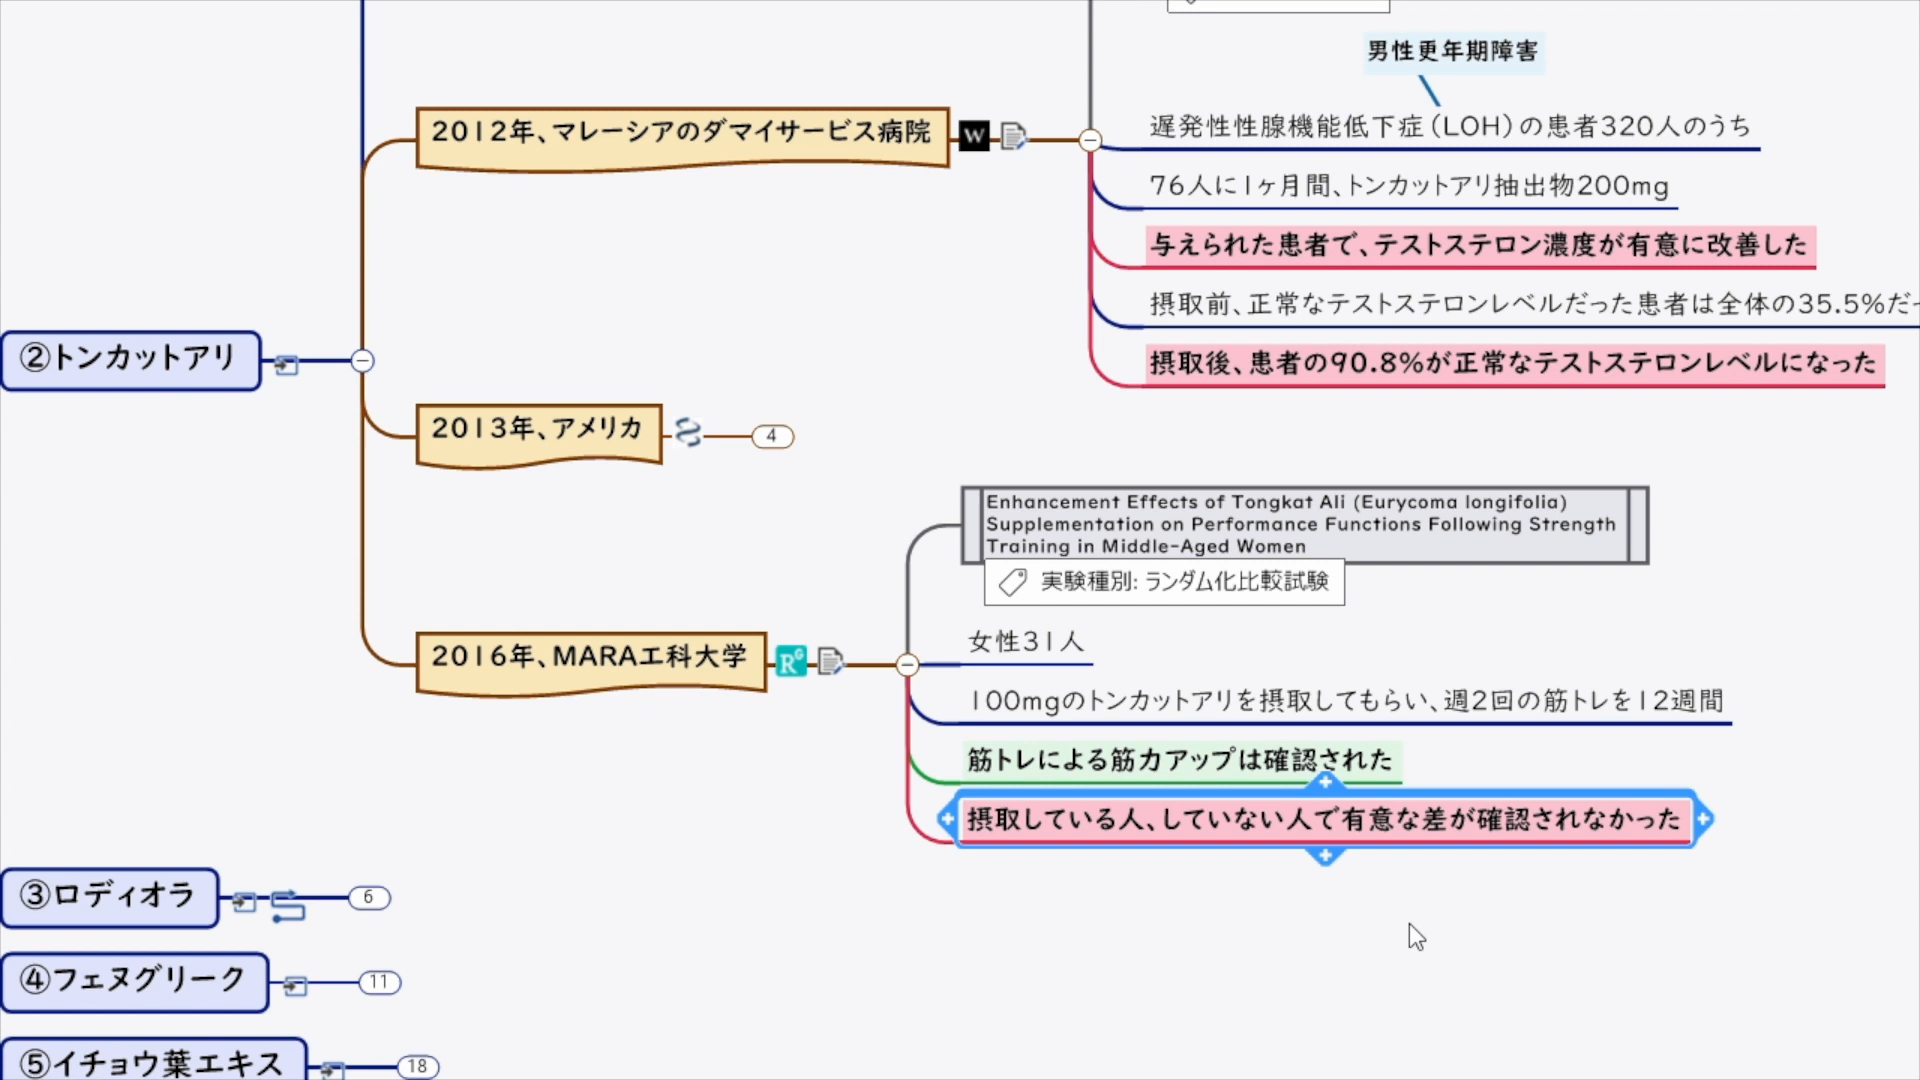 男性更年期障害
2012年、マレーシアのダマイサービス病院
W
遅発性性腺機能低下症(LOH)の患者320人のうち
76人に1ヶ月間、トンカットアリ抽出物200mg
与えられた患者で、テストステロン濃度が有意に改善した
摂取前、正常なテストステロンレベルだった患者は全体の35.5%だ
摂取後、患者の90.8%が正常なテストステロンレベルになった
②トンカットアリ
2013年、アメリカ
4
Enhancement Effects of Tongkat Ali (Eurycoma longifolia)
Supplementation on Performance Functions Following Strength
Training in Middle-Aged Women
実験種別: ランダム化比較試験
2016年、MARA工科大学
RG
女性31人
100mgのトンカットアリを摂取してもらい、週2回の筋トレを12週間
筋トレによる筋力アップは確認された
摂取している人、していない人で有意な差が確認されなかった
③ロディオラ
6
④フェヌグリーク
11
⑤イチョウ葉エキス
18